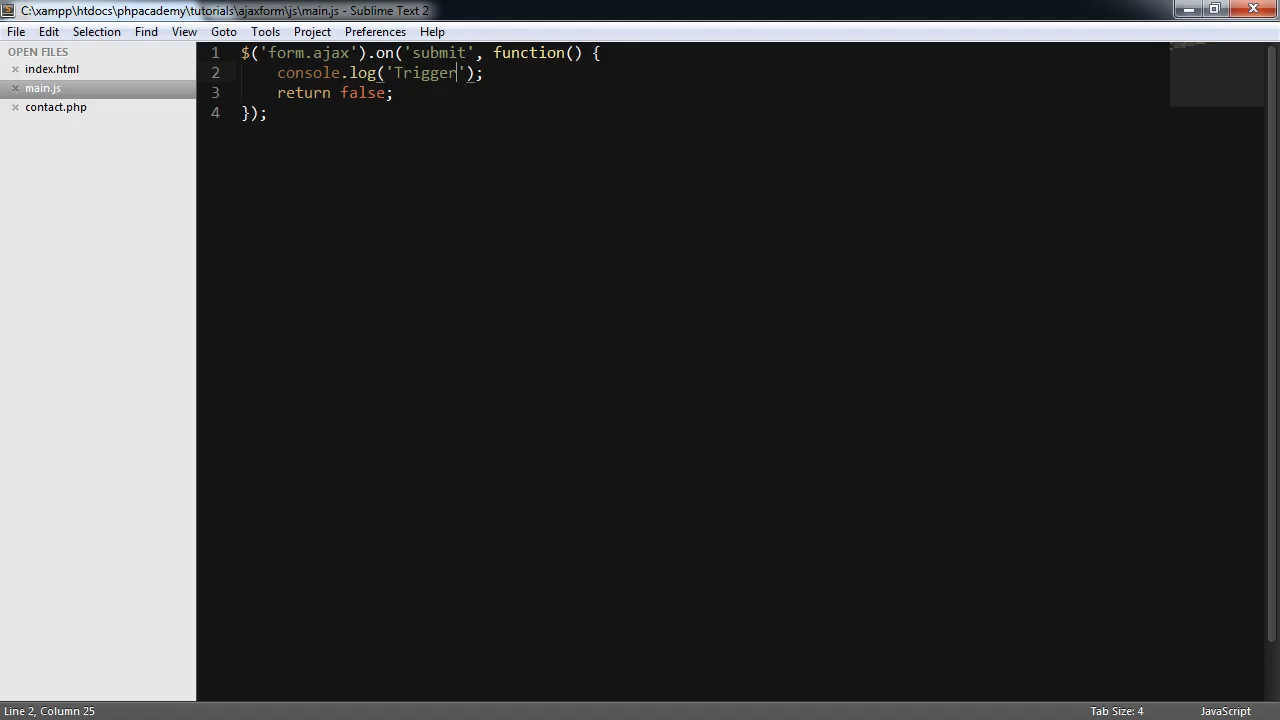 C:\xampp\htdocs\phpacademy\tutorials\ajaxform\js\main.js - Sublime Text 2
File Edit Selection Find View Goto Tools Project Preferences Help
OPEN FILES
index.html
main.js
contact.php
1 $('form.ajax').on('submit', function() {
2 console.log('Trigger');
3 return false;
4 });
Line 2, Column 25
Tab Size: 4
JavaScript